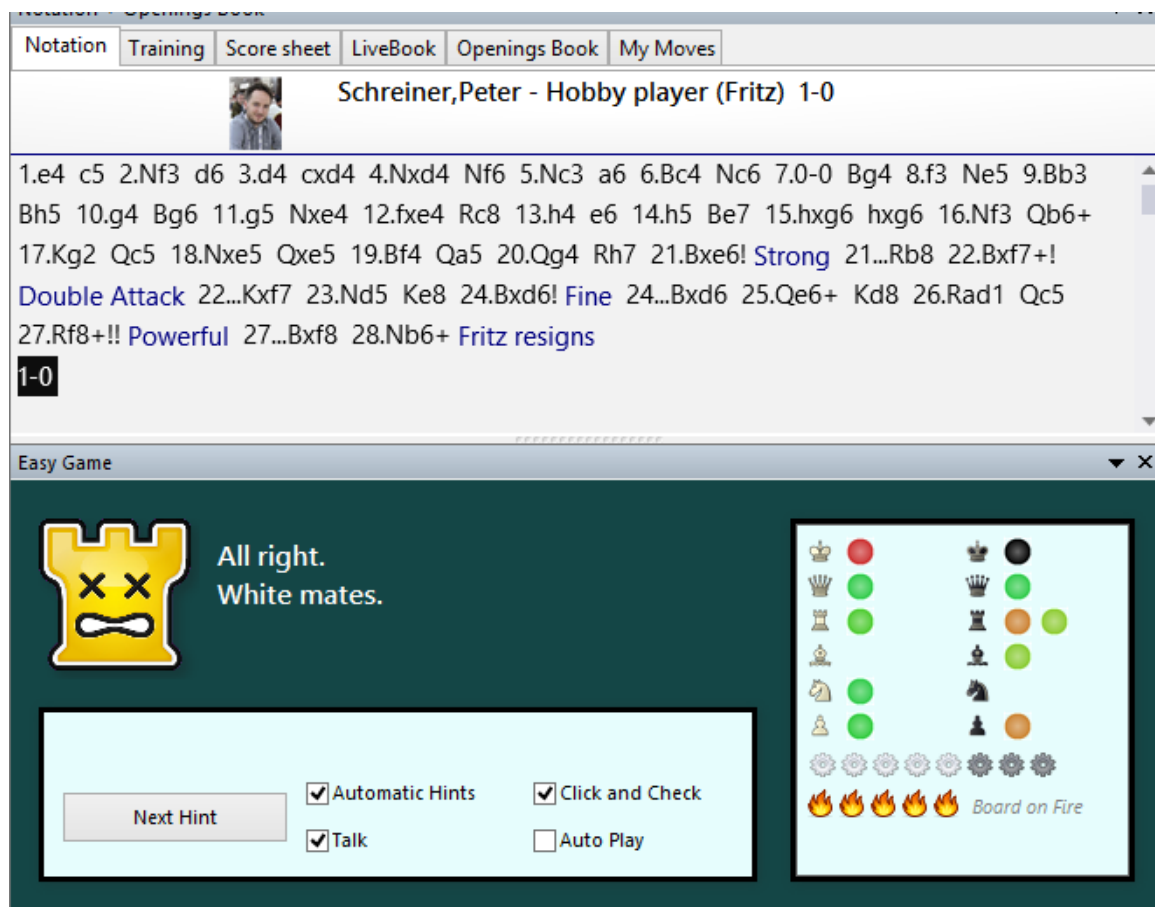 Notation Training Score sheet LiveBook Openings Book My Moves
Schreiner,Peter - Hobby player (Fritz) 1-0
1.e4 c5 2.Nf3 d6 3.d4 cxd4 4.Nxd4 Nf6 5.Nc3 a6 6.Bc4 Nc6 7.0-0 Bg4 8.f3 Ne5 9.Bb3
Bh5 10.g4 Bg6 11.g5 Nxe4 12.fxe4 Rc8 13.h4 e6 14.h5 Be7 15.hxg6 hxg6 16.Nf3 Qb6+
17.Kg2 Qc5 18.Nxe5 Qxe5 19.Bf4 Qa5 20.Qg4 Rh7 21.Bxe6! Strong 21...Rb8 22.Bxf7+!
Double Attack 22...Kxf7 23.Nd5 Ke8 24.Bxd6! Fine 24...Bxd6 25.Qe6+ Kd8 26.Rad1 Qc5
27.Rf8+!! Powerful 27...Bxf8 28.Nb6+ Fritz resigns
1-0
Easy Game
All right.
White mates.
Next Hint
Automatic Hints
Click and Check
Talk
Auto Play
Board on Fire